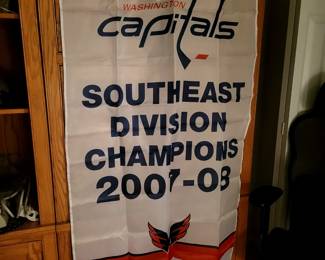 WASHINGTON
capitals
SOUTHEAST
DIVISION
CHAMPIONS
2007-08